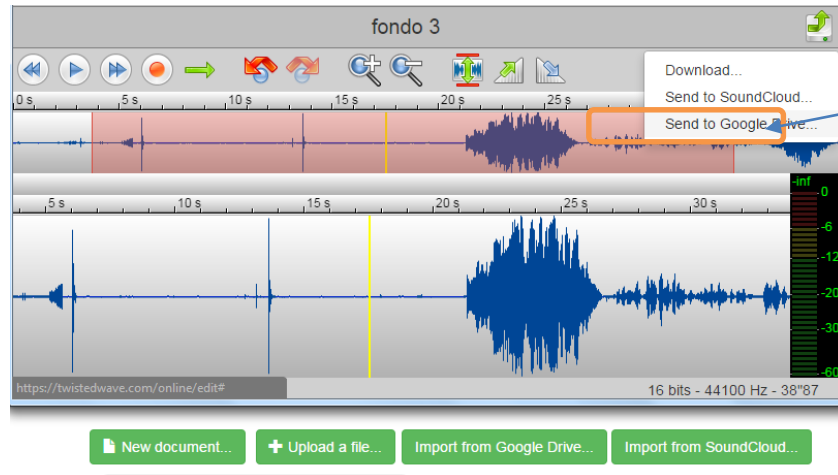 fondo 3
Download...
Send to SoundCloud...
Send to Google Drive...
0 s 5 s 10 s 15 s 20 s 25 s
-inf
0
5 s 10 s 15 s 20 s 25 s 30 s
-6
-12
-20
-30
-60
https://twistedwave.com/online/edit#
16 bits - 44100 Hz - 38"87
New document...
Upload a file...
Import from Google Drive...
Import from SoundCloud...